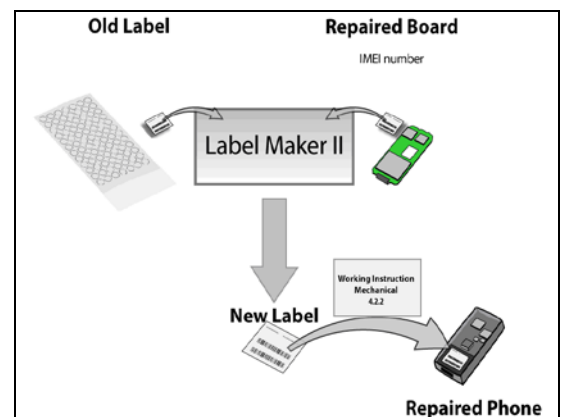 Old Label
Repaired Board
IMEI number
Label Maker II
Working Instruction
Mechanical
4.2.2
New Label
Repaired Phone